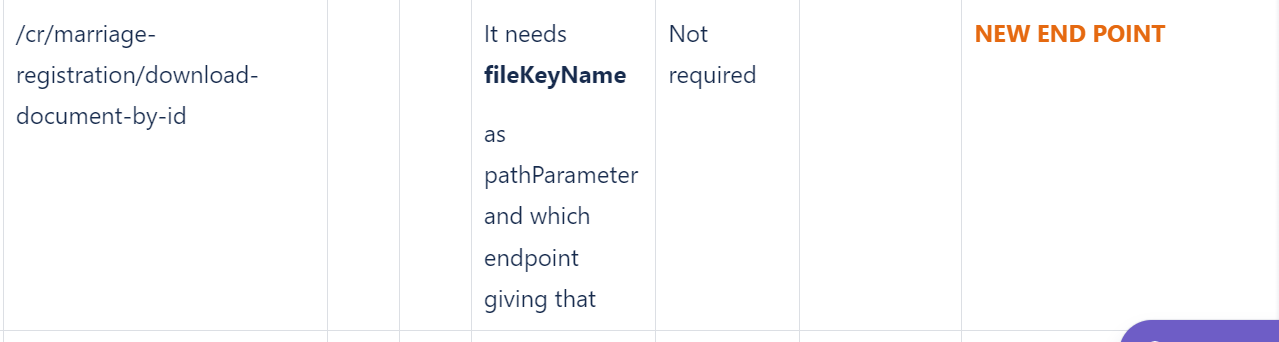 /cr/marriage-
registration/download-
document-by-id
It needs
fileKeyName
as
pathParameter
and which
endpoint
giving that
Not
required
NEW END POINT